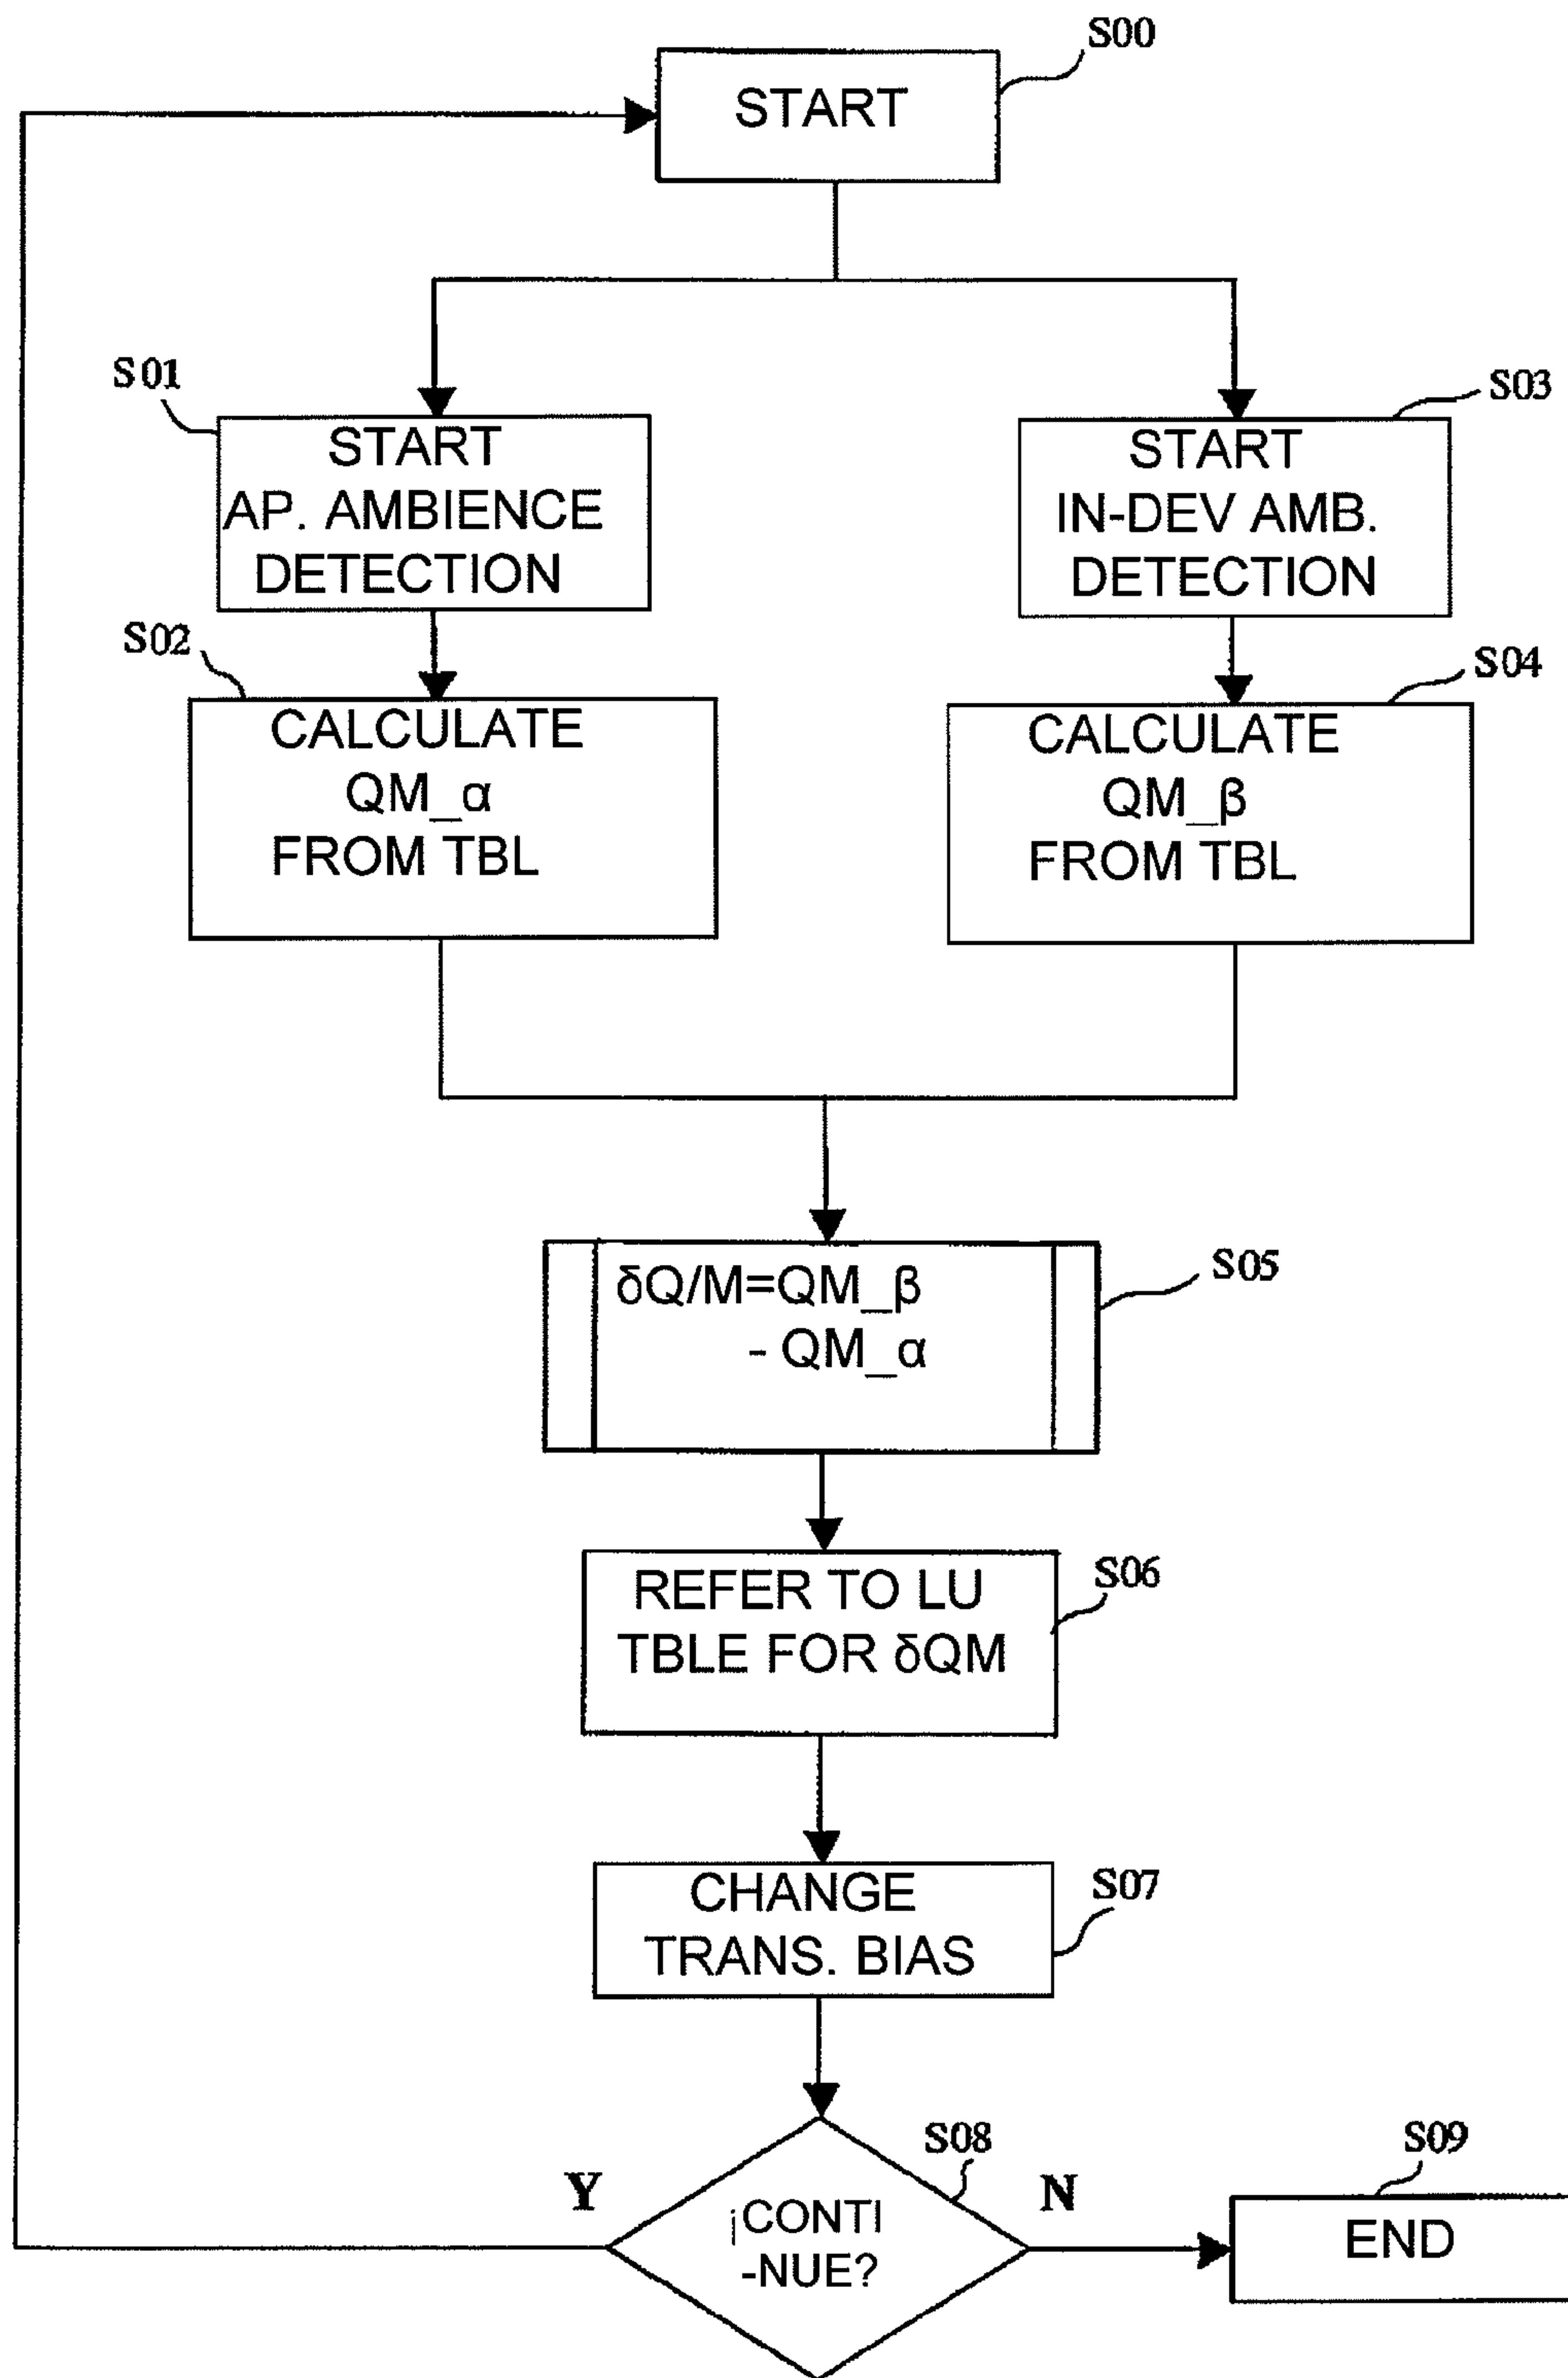 S00
START
S01
START
AP. AMBIENCE
DETECTION
S03
START
IN-DEV AMB.
DETECTION
S02
CALCULATE
QM_α
FROM TBL
S04
CALCULATE
QM_β
FROM TBL
S05
δQ/M=QM_β
- QM_α
S06
REFER TO LU
TBLE FOR δQM
S07
CHANGE
TRANS. BIAS
S08
Y
¡CONTI
-NUE?
N
S09
END